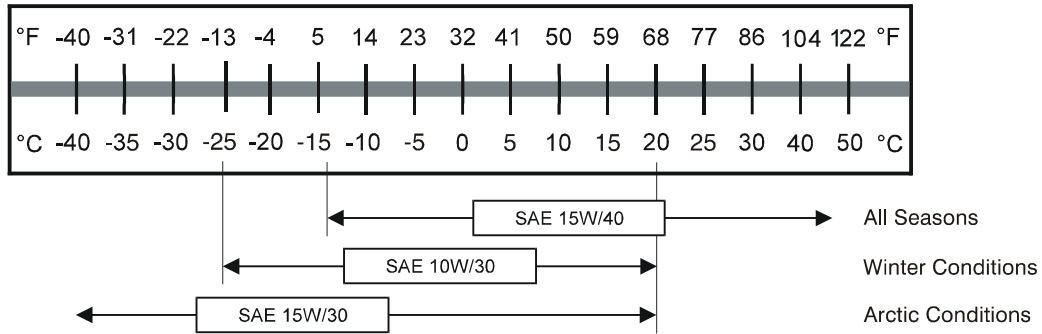 °F -40 -31 -22 -13 -4 5 14 23 32 41 50 59 68 77 86 104 122 °F
°C -40 -35 -30 -25 -20 -15 -10 -5 0 5 10 15 20 25 30 40 50 °C
SAE 15W/40 All Seasons
SAE 10W/30 Winter Conditions
SAE 15W/30 Arctic Conditions